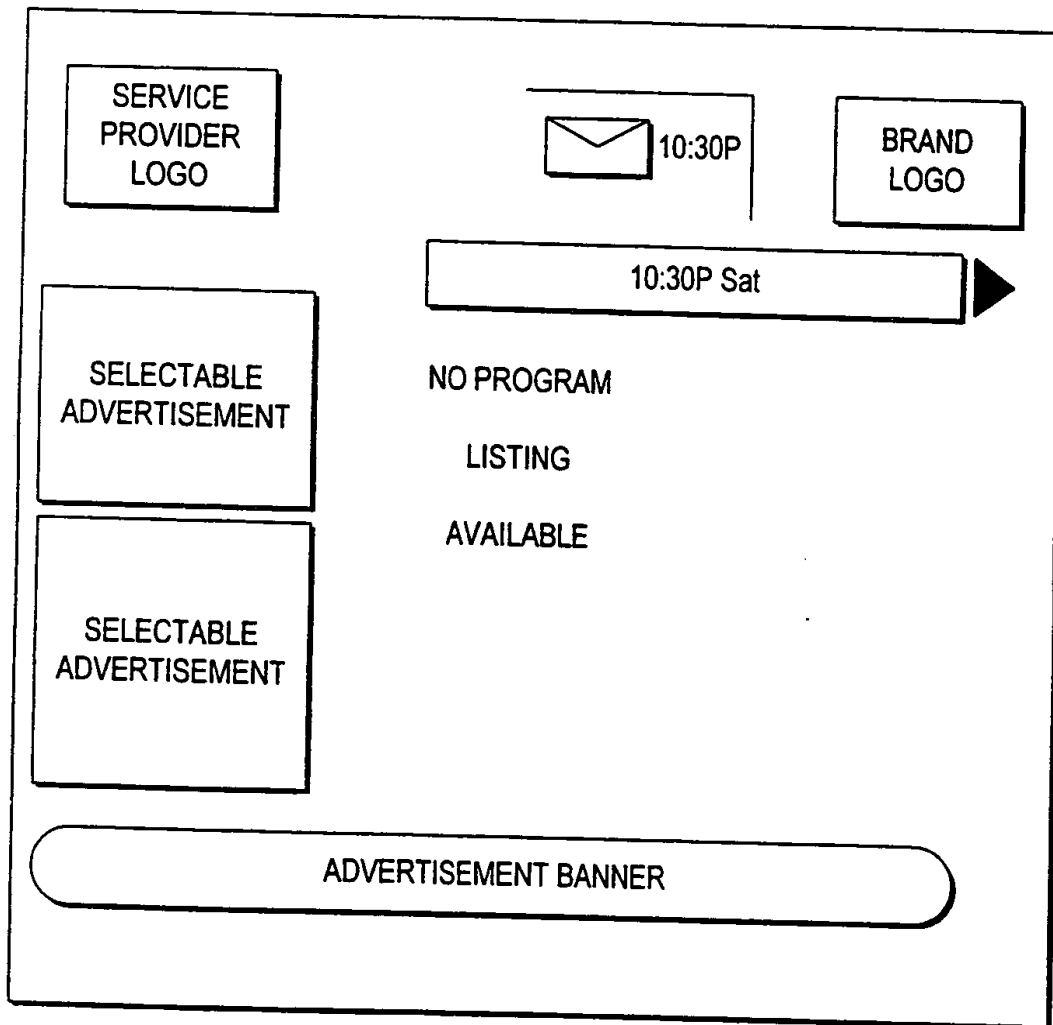 SERVICE
PROVIDER
LOGO
10:30P
BRAND
LOGO
10:30P Sat
SELECTABLE
ADVERTISEMENT
NO PROGRAM
LISTING
AVAILABLE
SELECTABLE
ADVERTISEMENT
ADVERTISEMENT BANNER